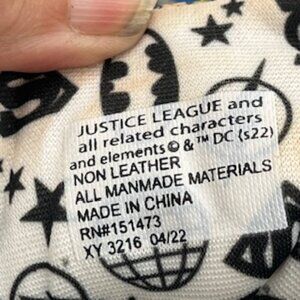 JUSTICE LEAGUE and
all related characters
and elements © & ™ DC (s22)
NON LEATHER
ALL MANMADE MATERIALS
MADE IN CHINA
RN#151473
XY 3216 04/22